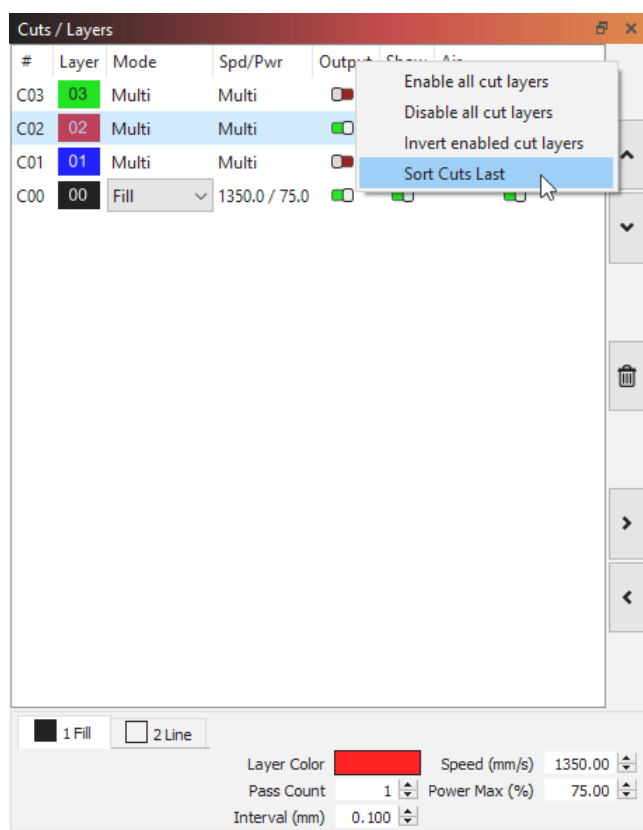 Cuts / Layers
# Layer Mode Spd/Pwr Output Show Air
C03 03 Multi Multi
C02 02 Multi Multi
C01 01 Multi Multi
C00 00 Fill 1350.0 / 75.0
Enable all cut layers
Disable all cut layers
Invert enabled cut layers
Sort Cuts Last
1 Fill 2 Line
Layer Color Speed (mm/s) 1350.00
Pass Count 1 Power Max (%) 75.00
Interval (mm) 0.100